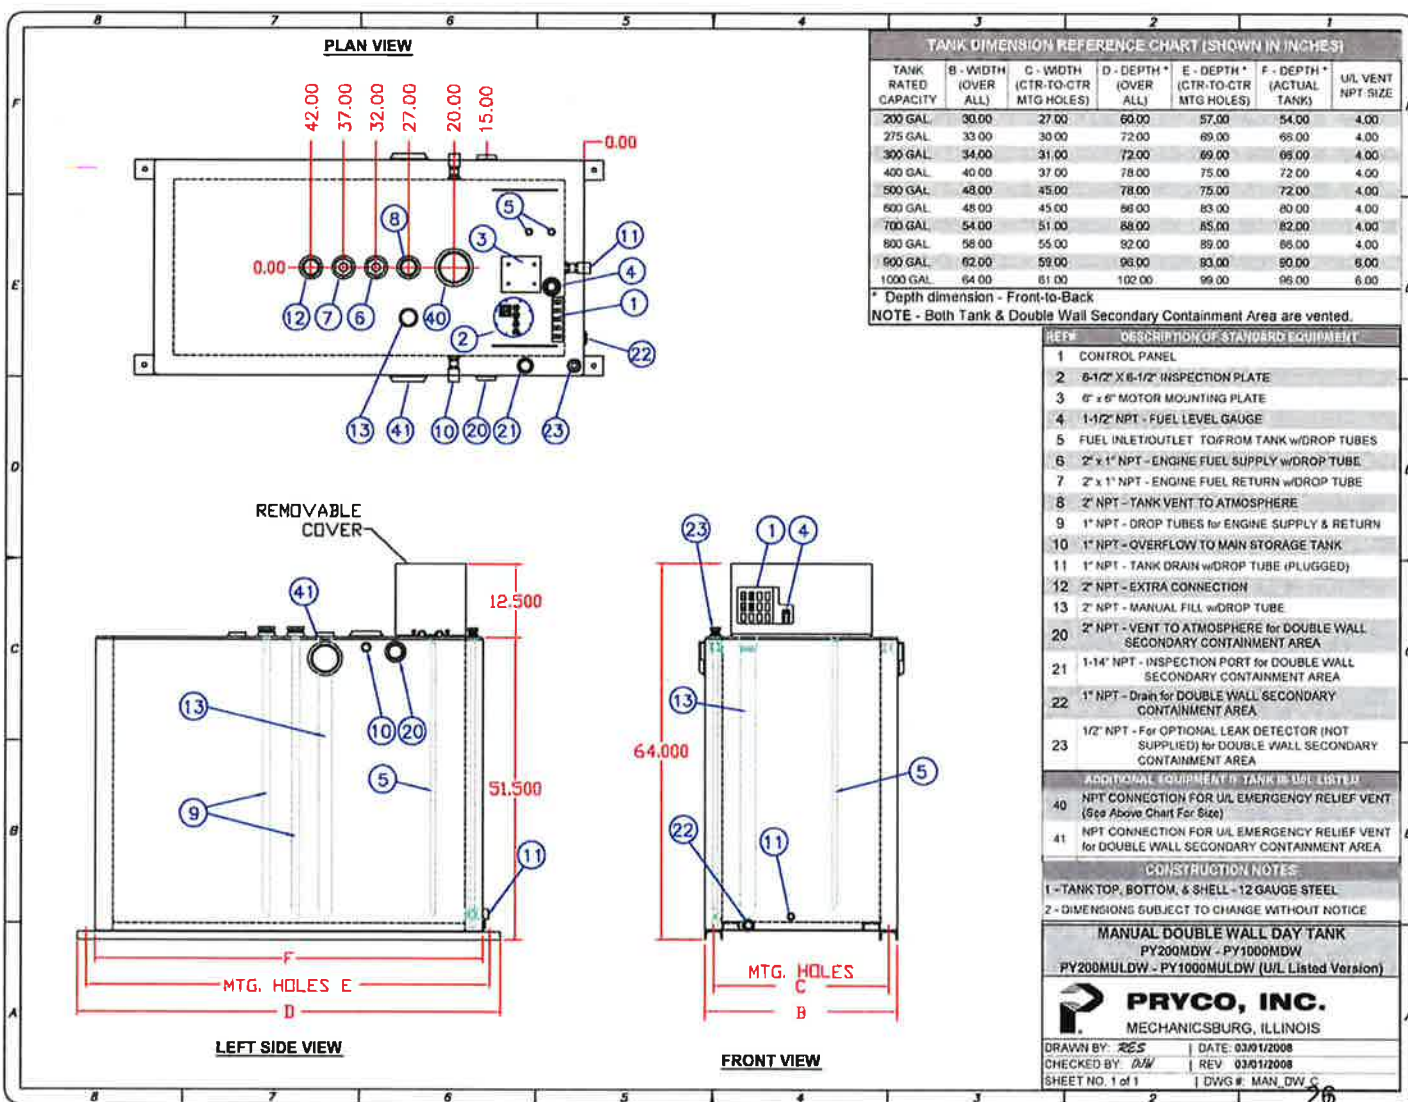 8 7 6 5 4 3 2 1
F
E
D
C
B
A
PLAN VIEW
42.00 37.00 32.00 27.00 20.00 15.00
0.00
0.00
5
8
11
3
4
1
12 7 6 40
2
22
13 41 10 20 21 23
REMOVABLE
COVER
41
12.500
13
10 20
51.500
5
9
11
F
MTG. HOLES E
D
LEFT SIDE VIEW
23 1 4
13
64.000
5
22 11
MTG. HOLES
C
B
FRONT VIEW
TANK DIMENSION REFERENCE CHART (SHOWN IN INCHES)
TANK RATED CAPACITY B - WIDTH (OVER ALL) C - WIDTH (CTR-TO-CTR MTG HOLES) D - DEPTH * (OVER ALL) E - DEPTH * (CTR-TO-CTR MTG HOLES) F - DEPTH * (ACTUAL TANK) U/L VENT NPT SIZE
200 GAL. 30.00 27.00 60.00 57.00 54.00 4.00
275 GAL. 33.00 30.00 72.00 69.00 66.00 4.00
300 GAL. 34.00 31.00 72.00 69.00 66.00 4.00
400 GAL. 40.00 37.00 78.00 75.00 72.00 4.00
500 GAL. 48.00 45.00 78.00 75.00 72.00 4.00
600 GAL. 48.00 45.00 86.00 83.00 80.00 4.00
700 GAL. 54.00 51.00 88.00 85.00 82.00 4.00
800 GAL. 58.00 55.00 92.00 89.00 86.00 4.00
900 GAL. 62.00 59.00 96.00 93.00 90.00 6.00
1000 GAL. 64.00 61.00 102.00 99.00 96.00 6.00
* Depth dimension - Front-to-Back
NOTE - Both Tank & Double Wall Secondary Containment Area are vented.
REF# DESCRIPTION OF STANDARD EQUIPMENT
1 CONTROL PANEL
2 6-1/2" X 6-1/2" INSPECTION PLATE
3 6" x 6" MOTOR MOUNTING PLATE
4 1-1/2" NPT - FUEL LEVEL GAUGE
5 FUEL INLET/OUTLET TO/FROM TANK w/DROP TUBES
6 2" x 1" NPT - ENGINE FUEL SUPPLY w/DROP TUBE
7 2" x 1" NPT - ENGINE FUEL RETURN w/DROP TUBE
8 2" NPT - TANK VENT TO ATMOSPHERE
9 1" NPT - DROP TUBES for ENGINE SUPPLY & RETURN
10 1" NPT - OVERFLOW TO MAIN STORAGE TANK
11 1" NPT - TANK DRAIN w/DROP TUBE (PLUGGED)
12 2" NPT - EXTRA CONNECTION
13 2" NPT - MANUAL FILL w/DROP TUBE
20 2" NPT - VENT TO ATMOSPHERE for DOUBLE WALL
SECONDARY CONTAINMENT AREA
21 1-14" NPT - INSPECTION PORT for DOUBLE WALL
SECONDARY CONTAINMENT AREA
22 1" NPT - Drain for DOUBLE WALL SECONDARY
CONTAINMENT AREA
23 1/2" NPT - For OPTIONAL LEAK DETECTOR (NOT
SUPPLIED) for DOUBLE WALL SECONDARY
CONTAINMENT AREA
ADDITIONAL EQUIPMENT IF TANK IS U/L LISTED
40 NPT CONNECTION FOR U/L EMERGENCY RELIEF VENT
(See Above Chart For Size)
41 NPT CONNECTION FOR U/L EMERGENCY RELIEF VENT
for DOUBLE WALL SECONDARY CONTAINMENT AREA
CONSTRUCTION NOTES
1 - TANK TOP, BOTTOM, & SHELL - 12 GAUGE STEEL
2 - DIMENSIONS SUBJECT TO CHANGE WITHOUT NOTICE
MANUAL DOUBLE WALL DAY TANK
PY200MDW - PY1000MDW
PY200MULDW - PY1000MULDW (U/L Listed Version)
PRYCO, INC.
MECHANICSBURG, ILLINOIS
DRAWN BY: RES DATE: 03/01/2008
CHECKED BY: DJW REV: 03/01/2008
SHEET NO. 1 of 1 DWG #: MAN_DW_C
26
8 7 6 5 4 3 2